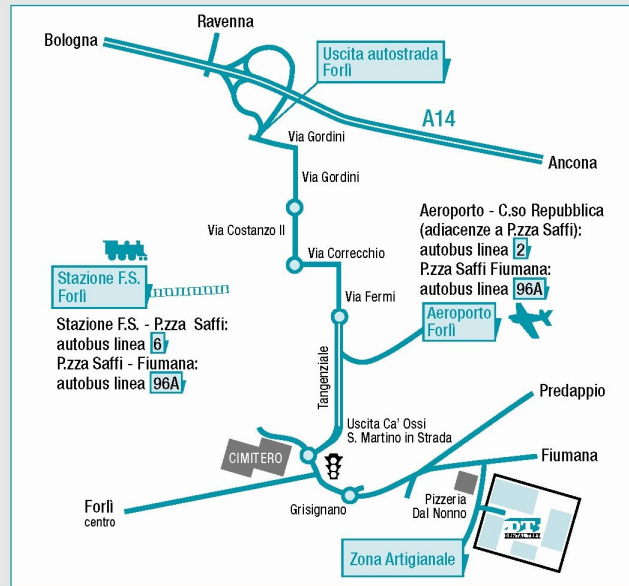 Ravenna
Bologna
Uscita autostrada
Forlì
A14
Via Gordini
Ancona
Via Gordini
Via Costanzo II
Aeroporto - C.so Repubblica
(adiacenze a P.zza Saffi):
autobus linea 2
P.zza Saffi Fiumana:
autobus linea 96A
Via Correcchio
Stazione F.S.
Forlì
Via Fermi
Aeroporto
Forlì
Stazione F.S. - P.zza Saffi:
autobus linea 6
P.zza Saffi - Fiumana:
autobus linea 96A
Tangenziale
Predappio
Uscita Ca' Ossi
S. Martino in Strada
CIMITERO
Fiumana
Forlì
centro
Grisignano
Pizzeria
Dal Nonno
DT
Zona Artigianale